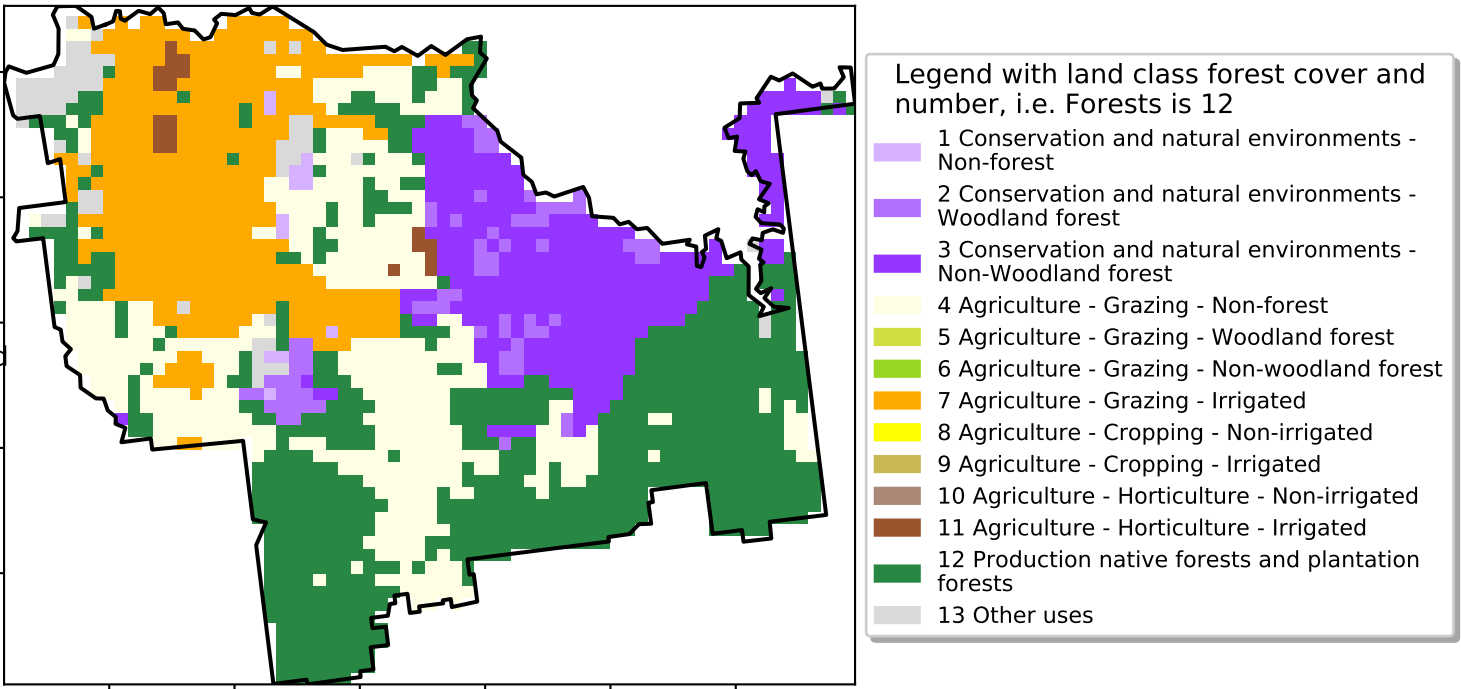 Legend with land class forest cover and
number, i.e. Forests is 12
1 Conservation and natural environments -
Non-forest
2 Conservation and natural environments -
Woodland forest
3 Conservation and natural environments -
Non-Woodland forest
4 Agriculture - Grazing - Non-forest
5 Agriculture - Grazing - Woodland forest
6 Agriculture - Grazing - Non-woodland forest
7 Agriculture - Grazing - Irrigated
8 Agriculture - Cropping - Non-irrigated
9 Agriculture - Cropping - Irrigated
10 Agriculture - Horticulture - Non-irrigated
11 Agriculture - Horticulture - Irrigated
12 Production native forests and plantation
forests
13 Other uses